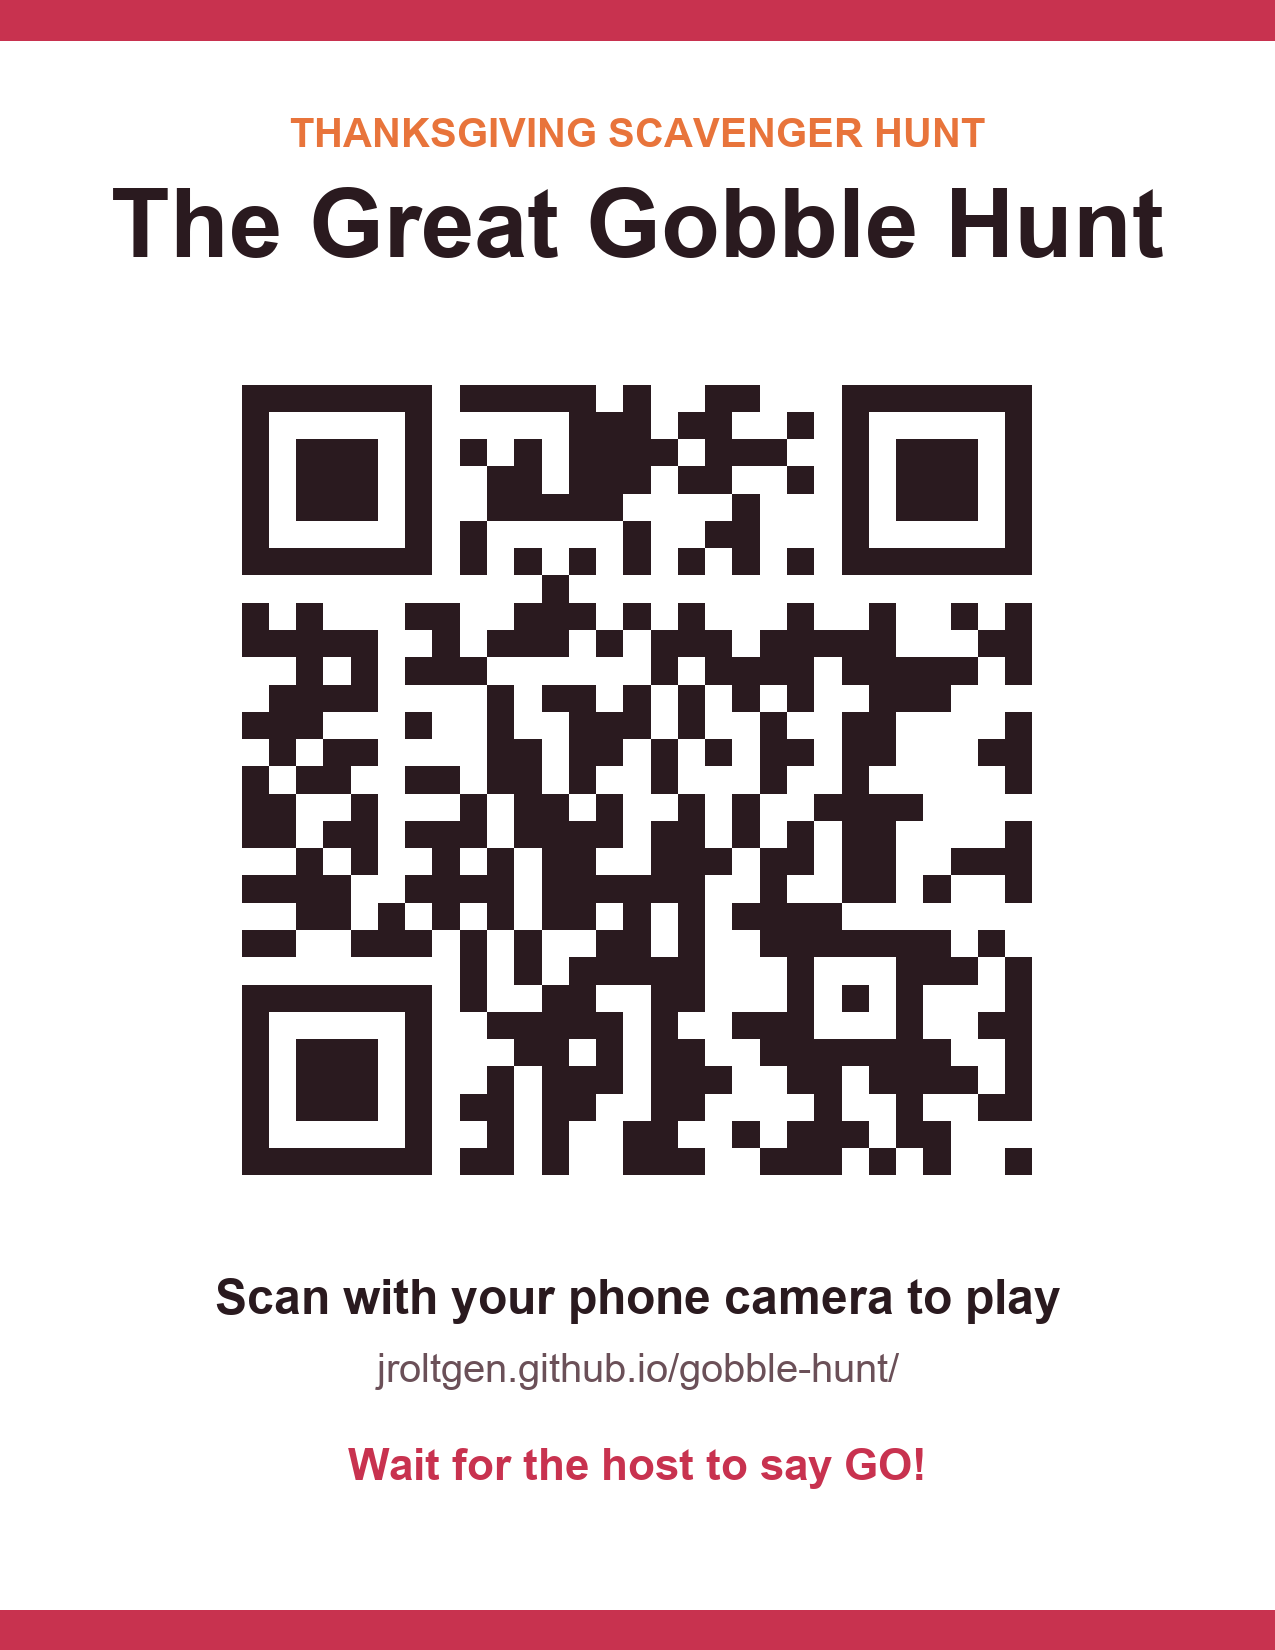 THANKSGIVING SCAVENGER HUNT
The Great Gobble Hunt
Scan with your phone camera to play
jroltgen.github.io/gobble-hunt/
Wait for the host to say GO!